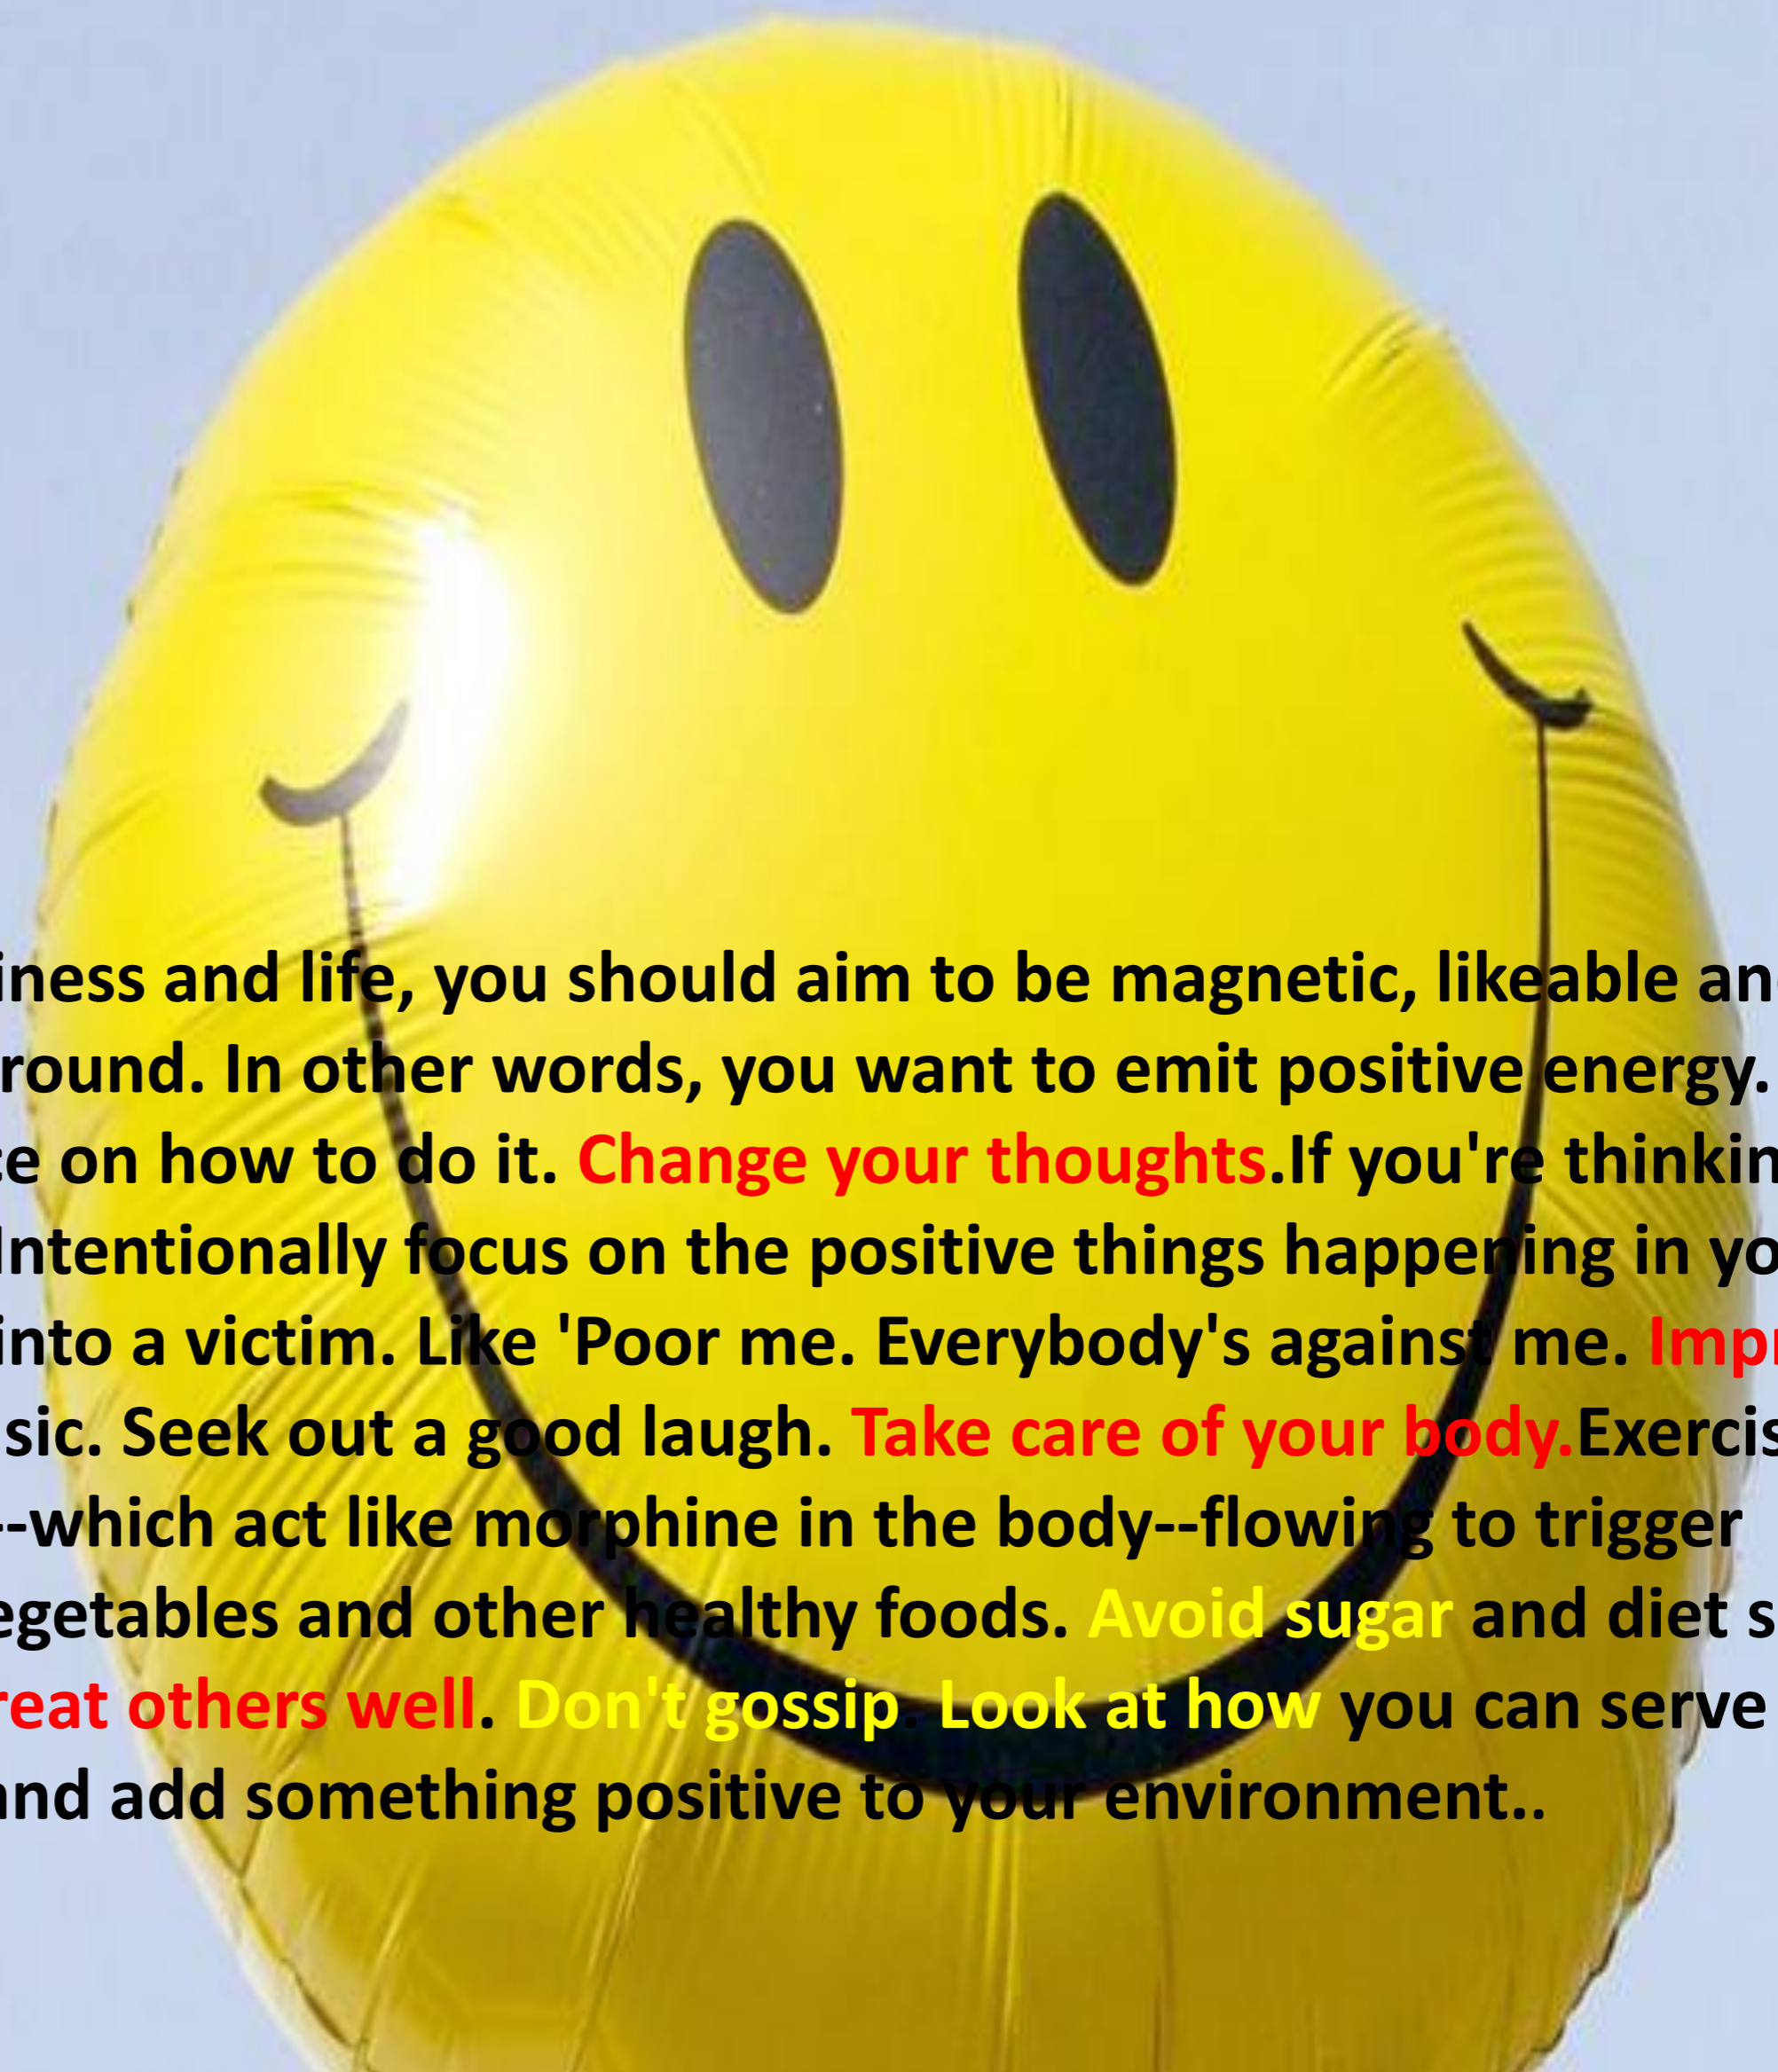 iness and life, you should aim to be magnetic, likeable an
round. In other words, you want to emit positive energy.
e on how to do it. Change your thoughts.If you're thinkin
Intentionally focus on the positive things happening in yo
into a victim. Like 'Poor me. Everybody's against me. Impr
sic. Seek out a good laugh. Take care of your body.Exercis
--which act like morphine in the body--flowing to trigger
egetables and other healthy foods. Avoid sugar and diet s
reat others well. Don't gossip. Look at how you can serve
and add something positive to your environment..